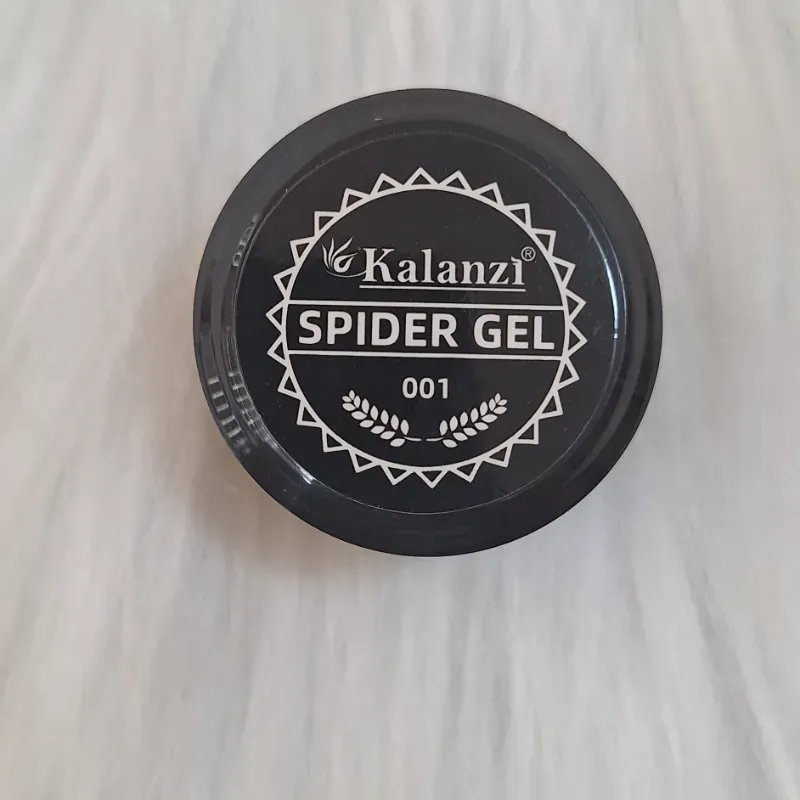 Kalanzi®
SPIDER GEL
001